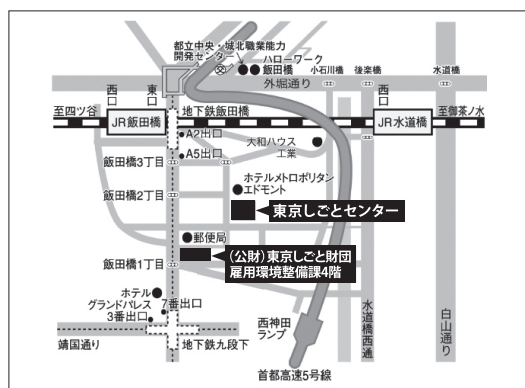 都立中央・城北職業能力
開発センター
ハローワーク
飯田橋
小石川橋
後楽橋
水道橋
外堀通り
西口
東口
西口
至四ツ谷
JR飯田橋
地下鉄飯田橋
JR水道橋
至御茶ノ水
A2出口
大和ハウス
工業
A5出口
飯田橋3丁目
ホテルメトロポリタン
エドモント
飯田橋2丁目
東京しごとセンター
郵便局
(公財)東京しごと財団
雇用環境整備課4階
飯田橋1丁目
ホテル
グランドパレス
7番出口
3番出口
西神田
ランプ
水道橋西通り
白山通り
靖国通り
地下鉄九段下
首都高速5号線